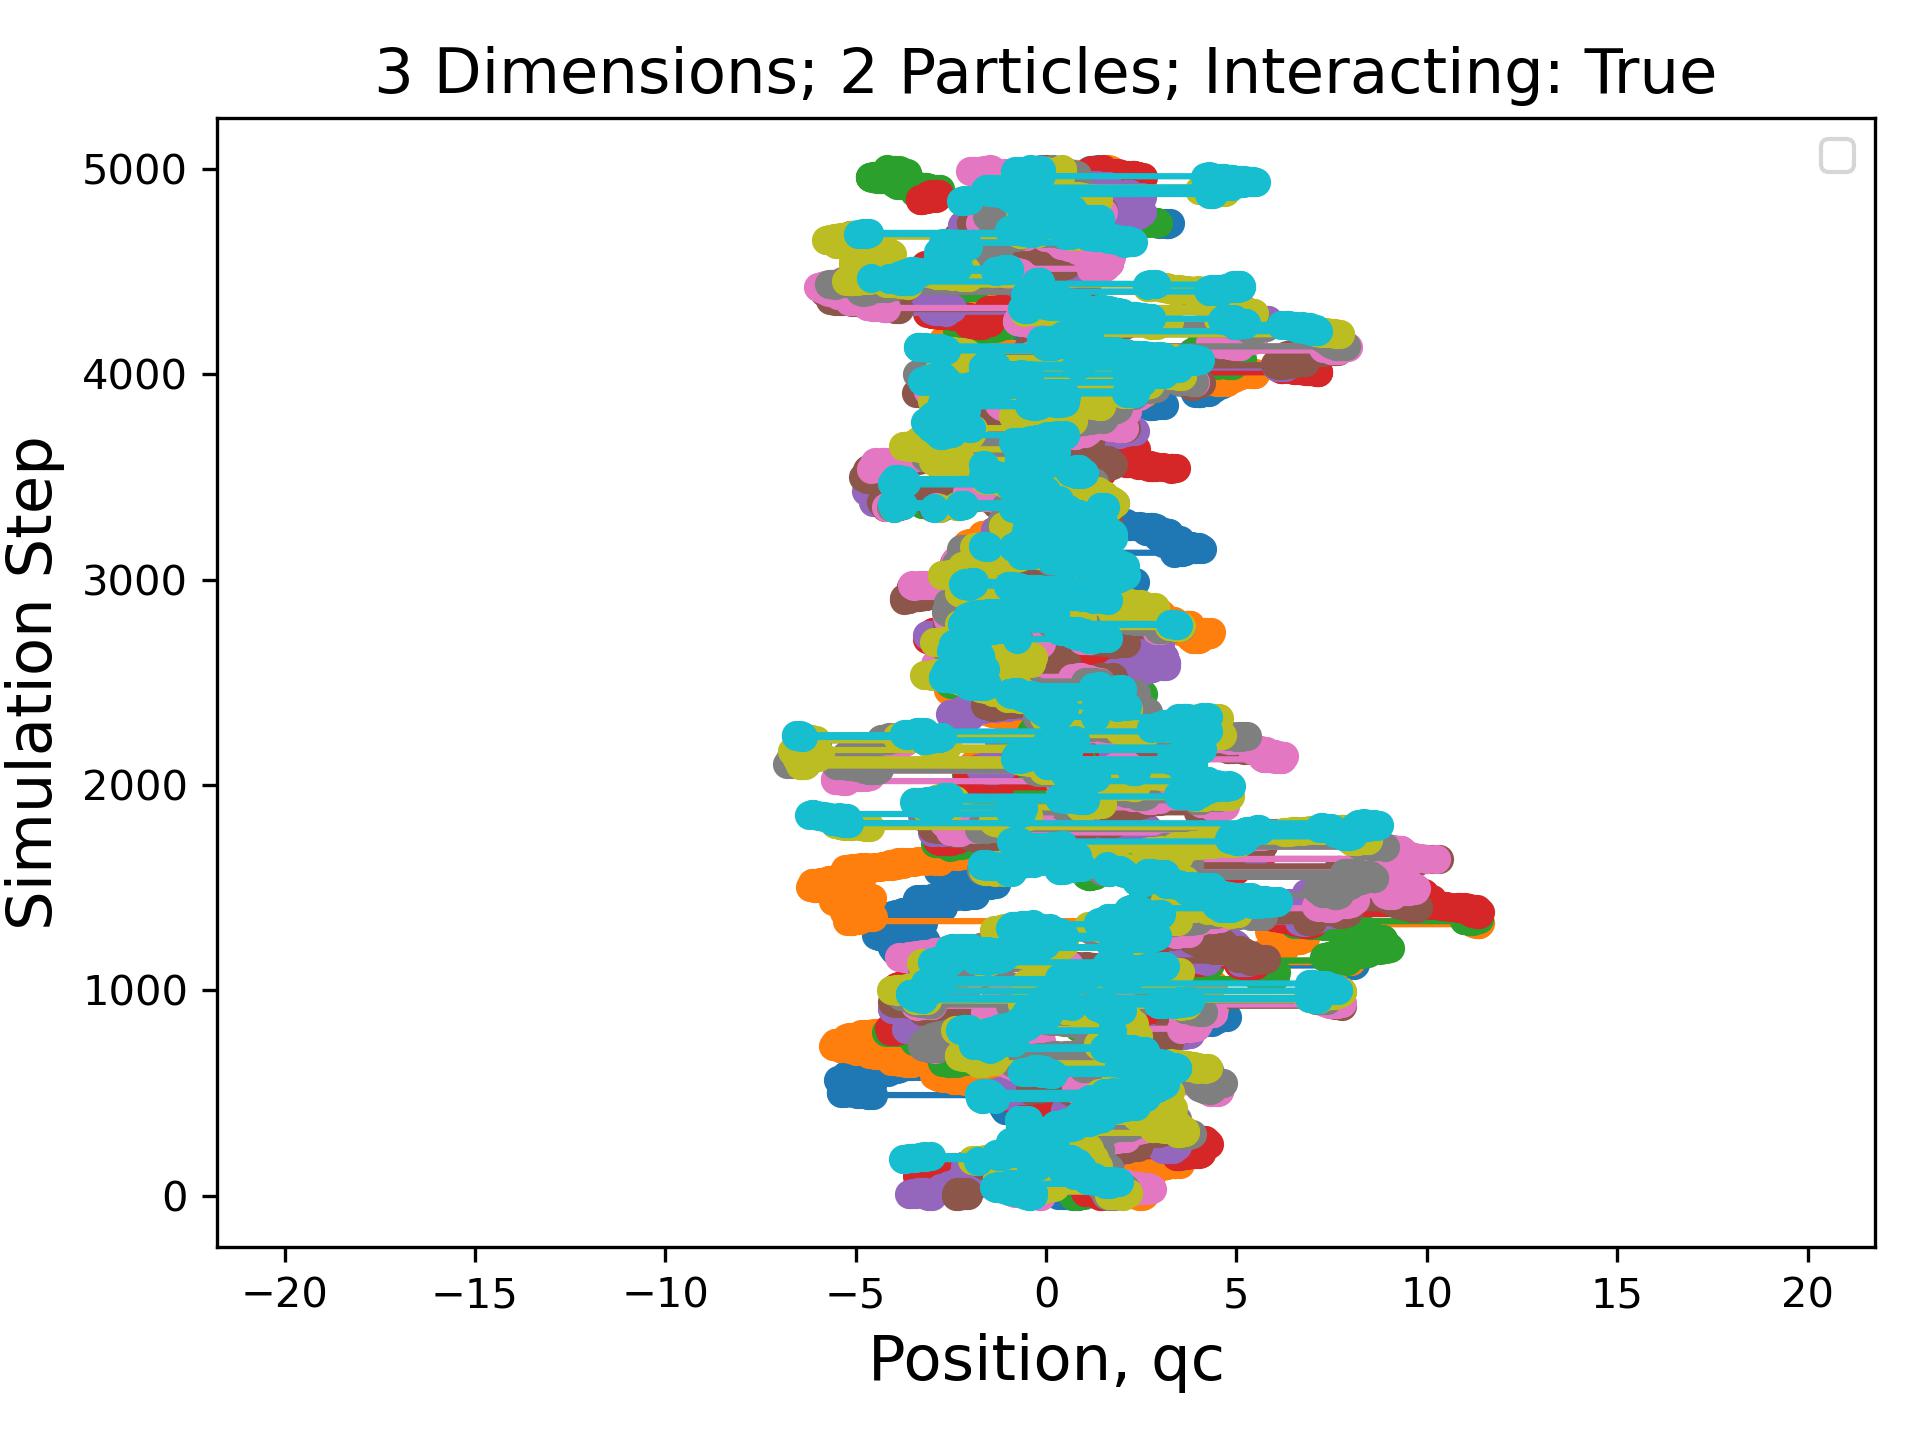 3 Dimensions; 2 Particles; Interacting: True
5000
4000
3000
2000
1000
0
Simulation Step
−20 −15 −10 −5 0 5 10 15 20
Position, qc